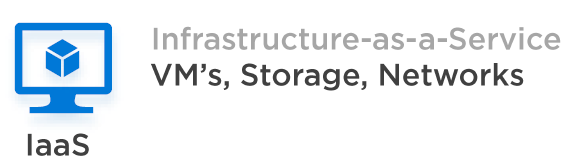 Infrastructure-as-a-Service
VM’s, Storage, Networks
IaaS